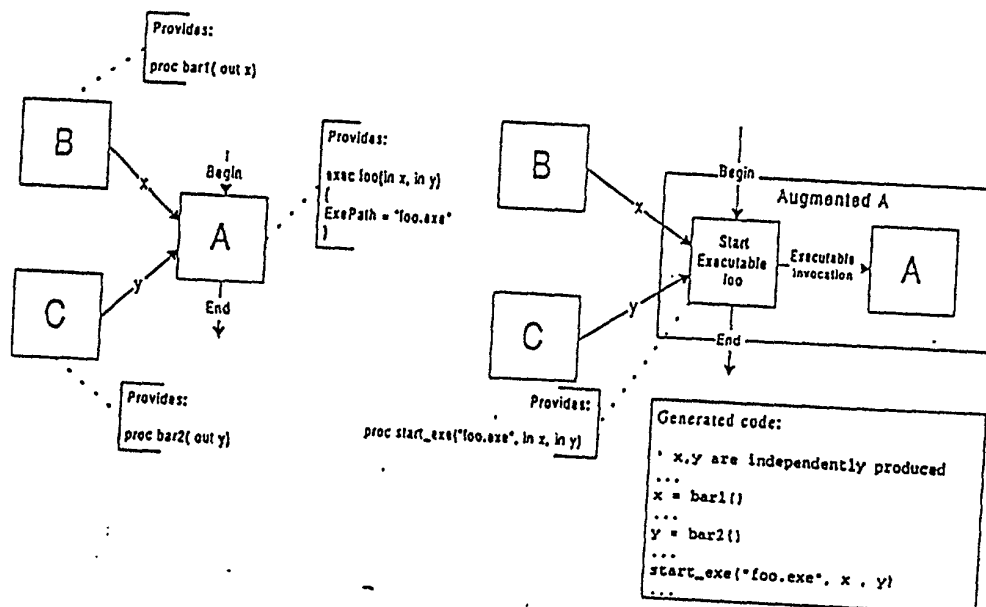 Provides:
proc bar1( out x)
B
x
Begin
A
Provides:
exec foo(in x, in y)
{
ExePath = "foo.exe"
}
y
C
End
Provides:
proc bar2( out y)
B
x
Begin
Augmented A
Start
Executable
foo
Executable
invocation
A
y
C
End
Provides:
proc start_exe("foo.exe", in x, in y)
Generated code:
' x,y are independently produced
...
x = bar1()
...
y = bar2()
...
start_exe("foo.exe", x , y)
...